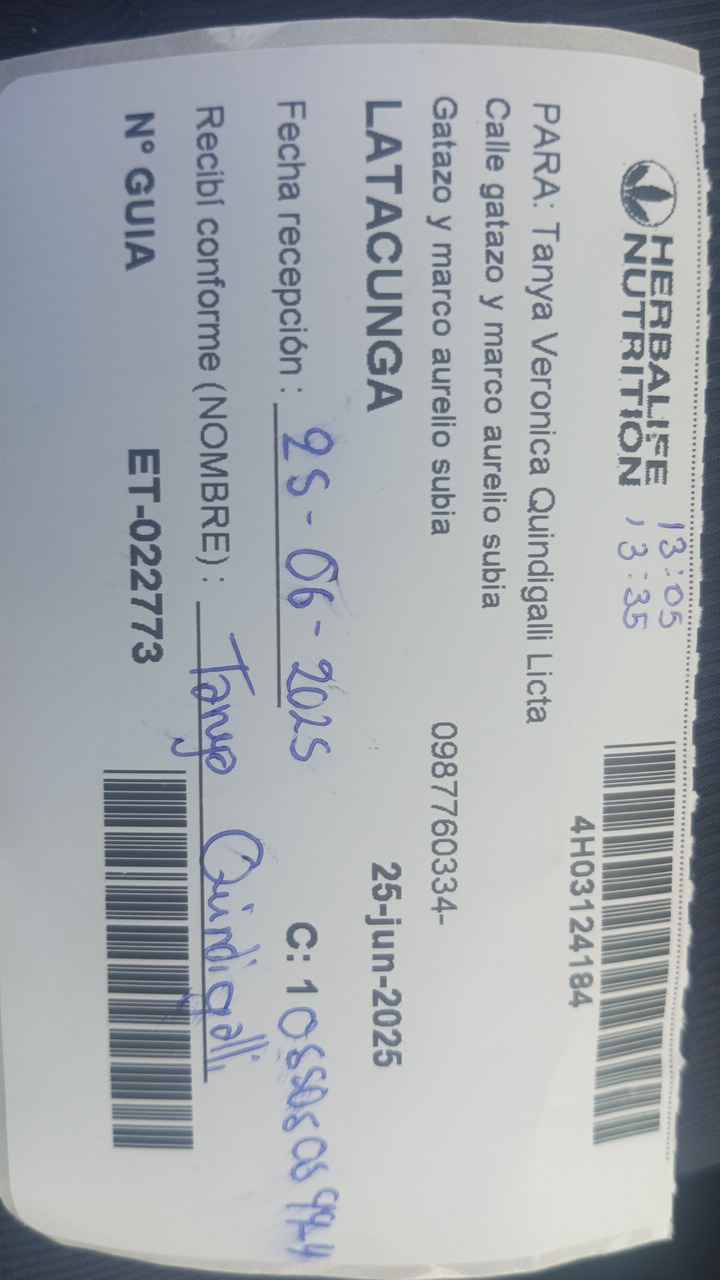 HERBALIFE
NUTRITION
13:05
13:35
4H03124184
PARA: Tanya Veronica Quindigalli Licta
Calle gatazo y marco aurelio subia
Gatazo y marco aurelio subia 0987760334-
LATACUNGA 25-jun-2025
Fecha recepción : 25-06-2025 C: 1
Recibí conforme (NOMBRE) : Tanya Quindigalli
N° GUIA ET-022773